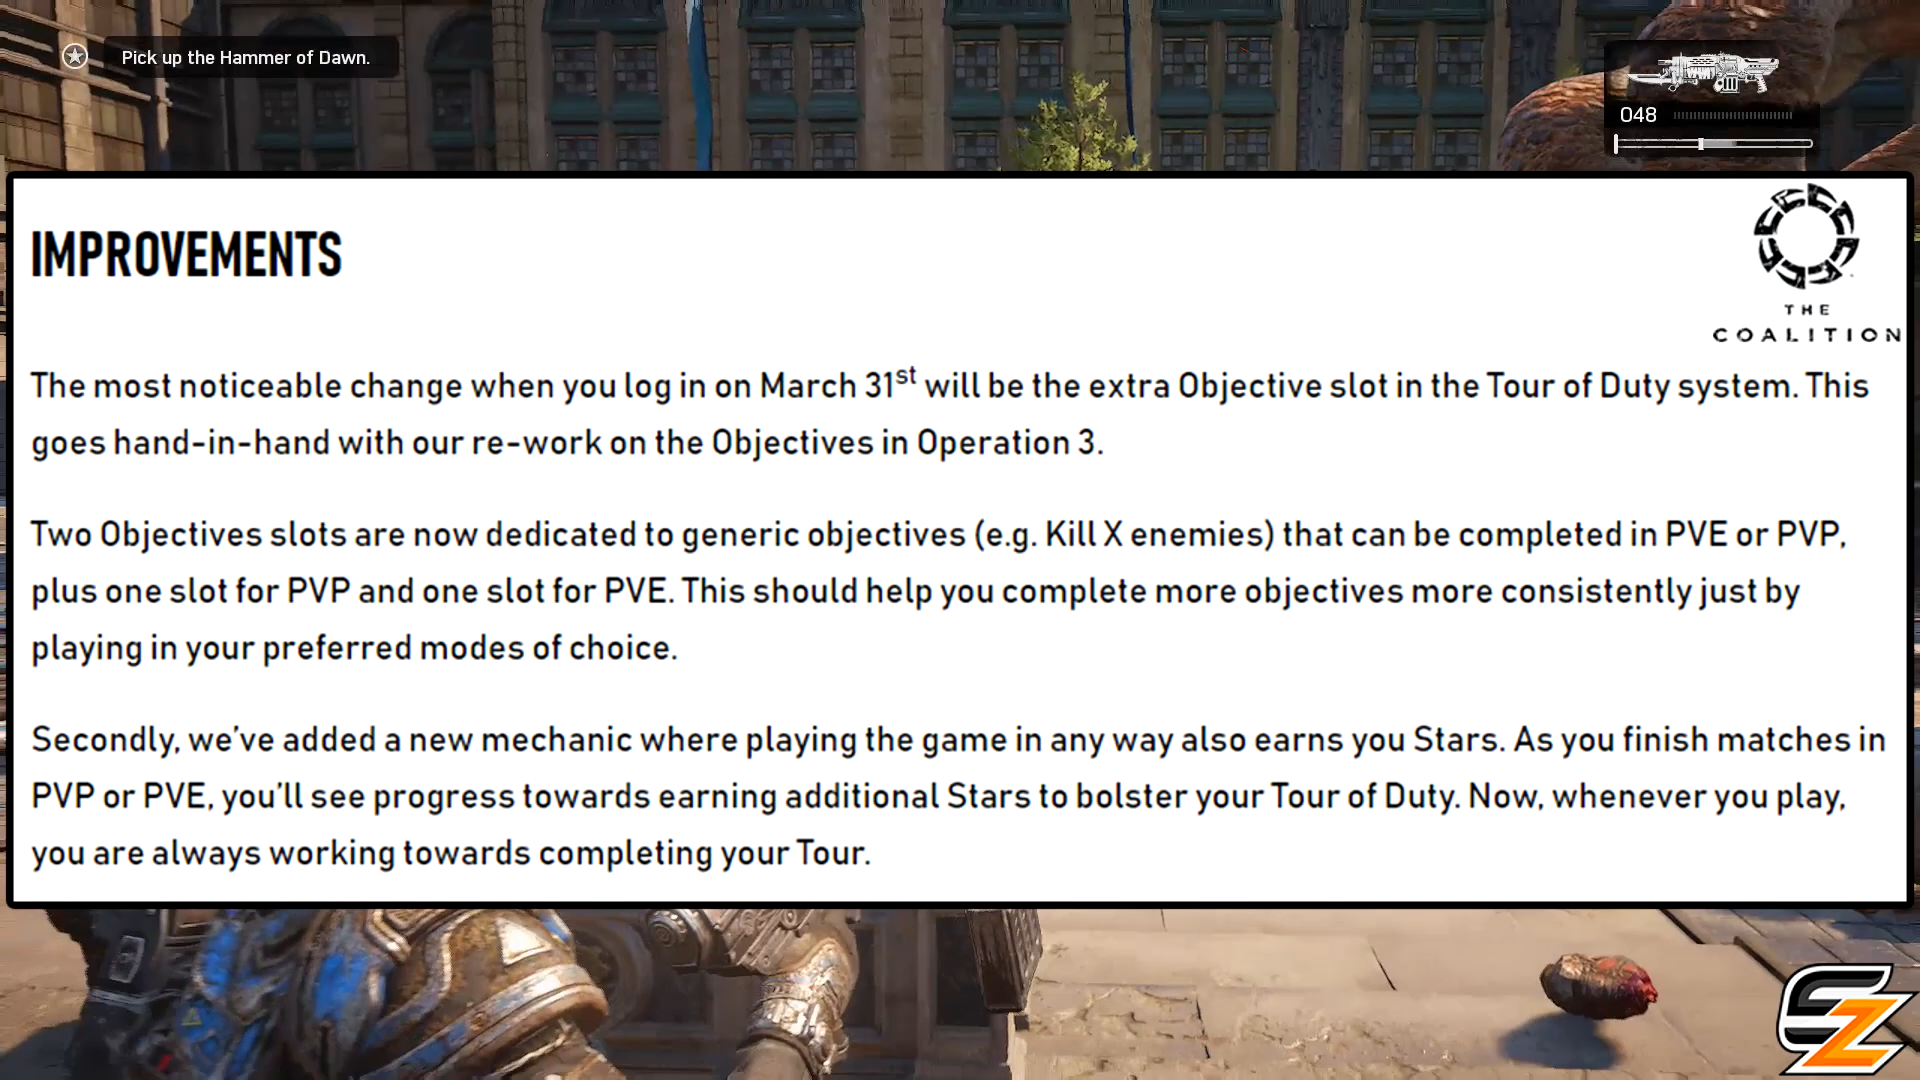 Pick up the Hammer of Dawn.
048
IMPROVEMENTS
THE
COALITION
The most noticeable change when you log in on March 31st will be the extra Objective slot in the Tour of Duty system. This
goes hand-in-hand with our re-work on the Objectives in Operation 3.
Two Objectives slots are now dedicated to generic objectives (e.g. Kill X enemies) that can be completed in PVE or PVP,
plus one slot for PVP and one slot for PVE. This should help you complete more objectives more consistently just by
playing in your preferred modes of choice.
Secondly, we've added a new mechanic where playing the game in any way also earns you Stars. As you finish matches in
PVP or PVE, you'll see progress towards earning additional Stars to bolster your Tour of Duty. Now, whenever you play,
you are always working towards completing your Tour.
SZ